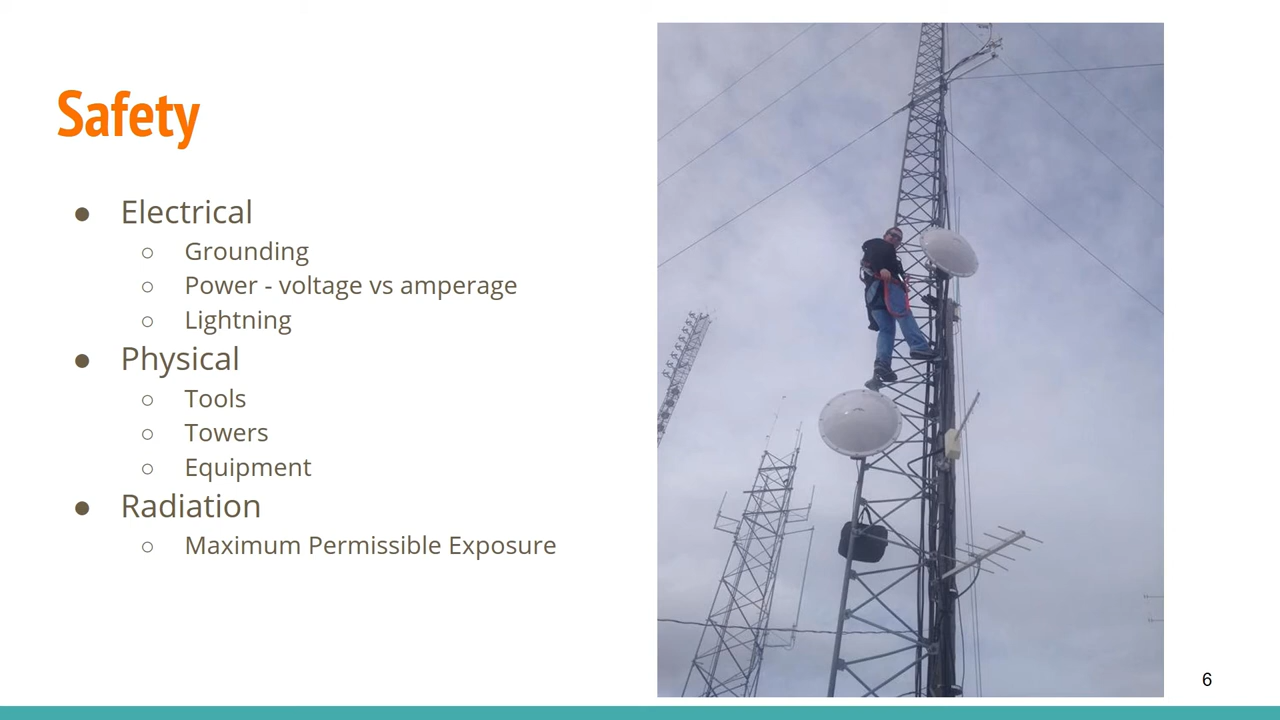 Safety
● Electrical
○ Grounding
○ Power - voltage vs amperage
○ Lightning
● Physical
○ Tools
○ Towers
○ Equipment
● Radiation
○ Maximum Permissible Exposure
6